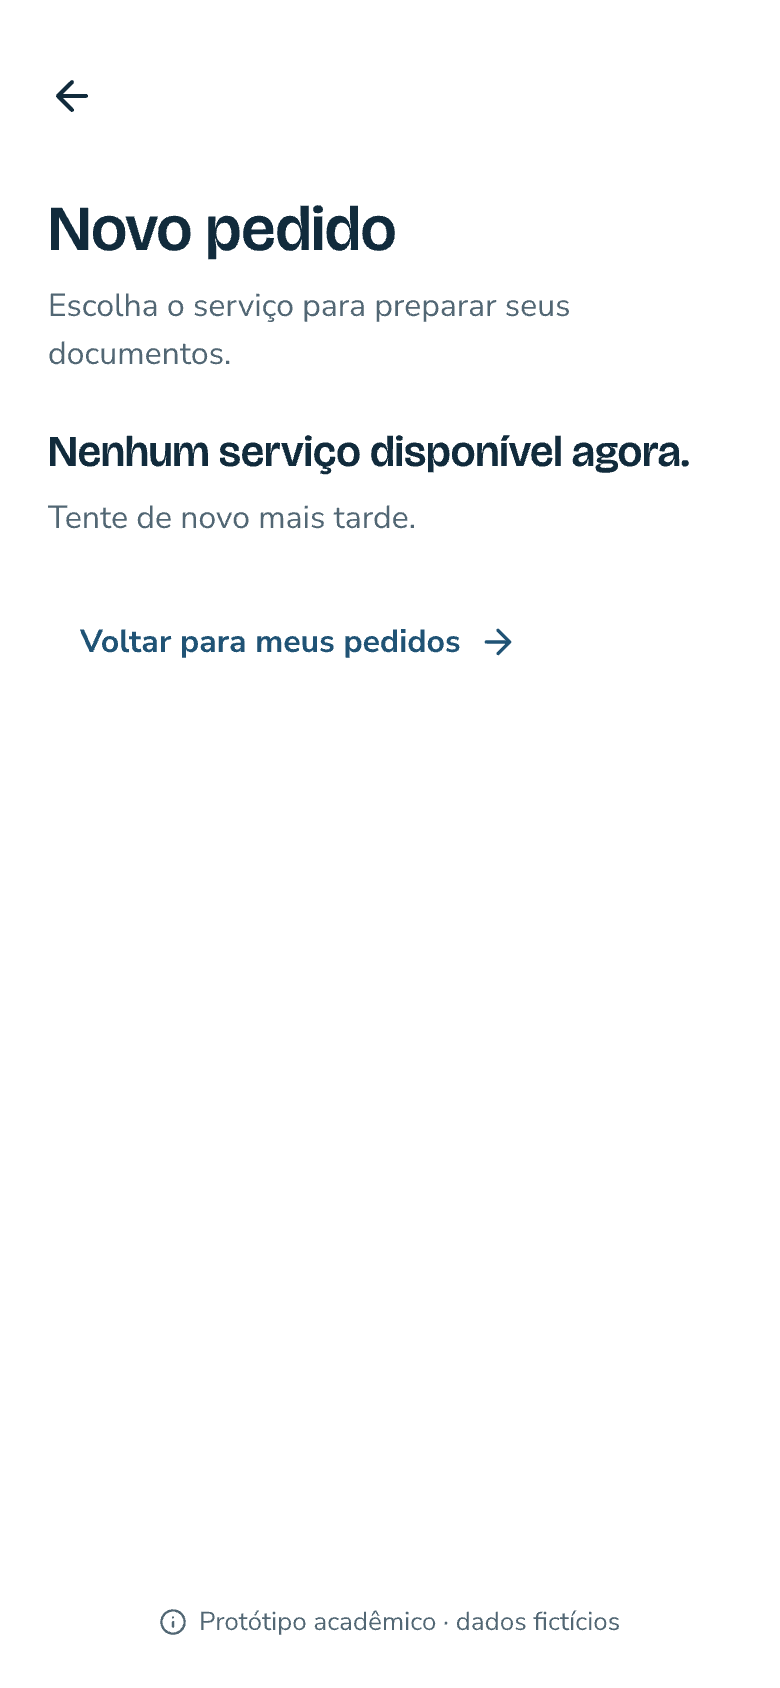 Novo pedido
Escolha o serviço para preparar seus
documentos.
Nenhum serviço disponível agora.
Tente de novo mais tarde.
Voltar para meus pedidos
Protótipo acadêmico · dados fictícios